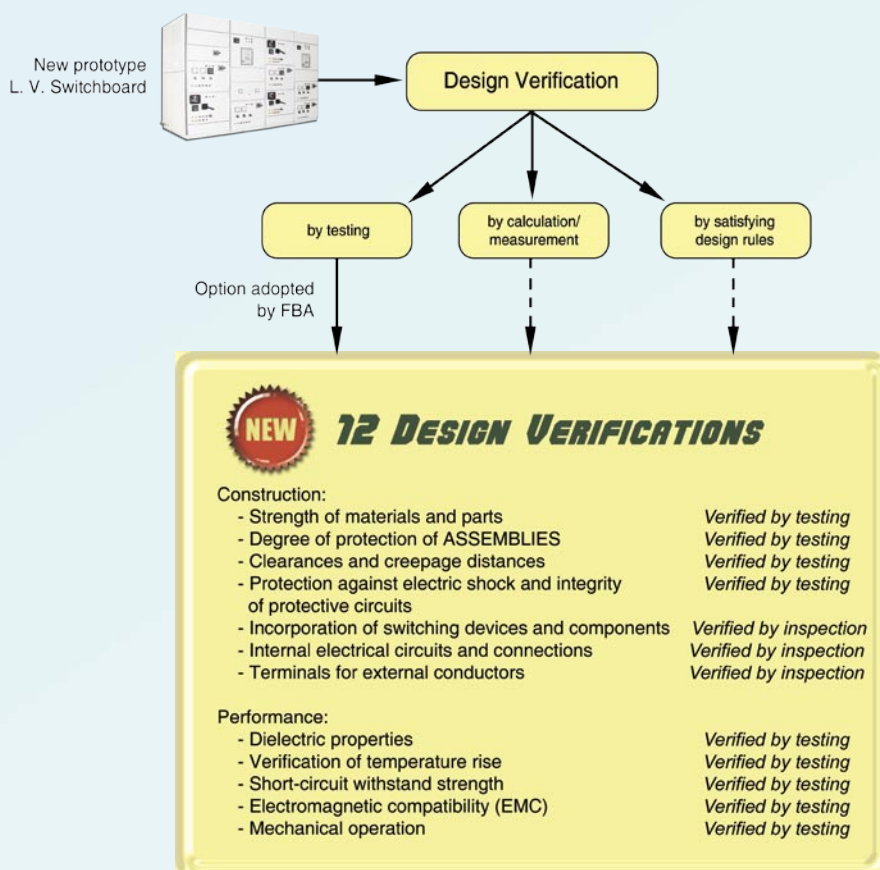 New prototype
L. V. Switchboard
Design Verification
by testing
by calculation/
measurement
by satisfying
design rules
Option adopted
by FBA
NEW
12 DESIGN VERIFICATIONS
Construction:
- Strength of materials and parts Verified by testing
- Degree of protection of ASSEMBLIES Verified by testing
- Clearances and creepage distances Verified by testing
- Protection against electric shock and integrity Verified by testing
of protective circuits
- Incorporation of switching devices and components Verified by inspection
- Internal electrical circuits and connections Verified by inspection
- Terminals for external conductors Verified by inspection
Performance:
- Dielectric properties Verified by testing
- Verification of temperature rise Verified by testing
- Short-circuit withstand strength Verified by testing
- Electromagnetic compatibility (EMC) Verified by testing
- Mechanical operation Verified by testing